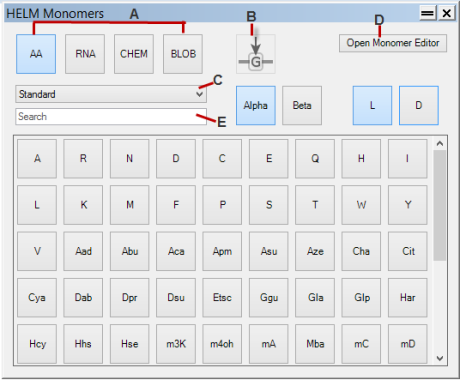 HELM Monomers
A
B
D
AA RNA CHEM BLOB
G
Open Monomer Editor
C
Standard
Alpha Beta L D
Search
E
A R N D C E Q H I
L K M F P S T W Y
V Aad Abu Aca Apm Asu Aze Cha Cit
Cya Dab Dpr Dsu Etsc Ggu Gla Glp Har
Hcy Hhs Hse m3K m4oh mA Mba mC mD